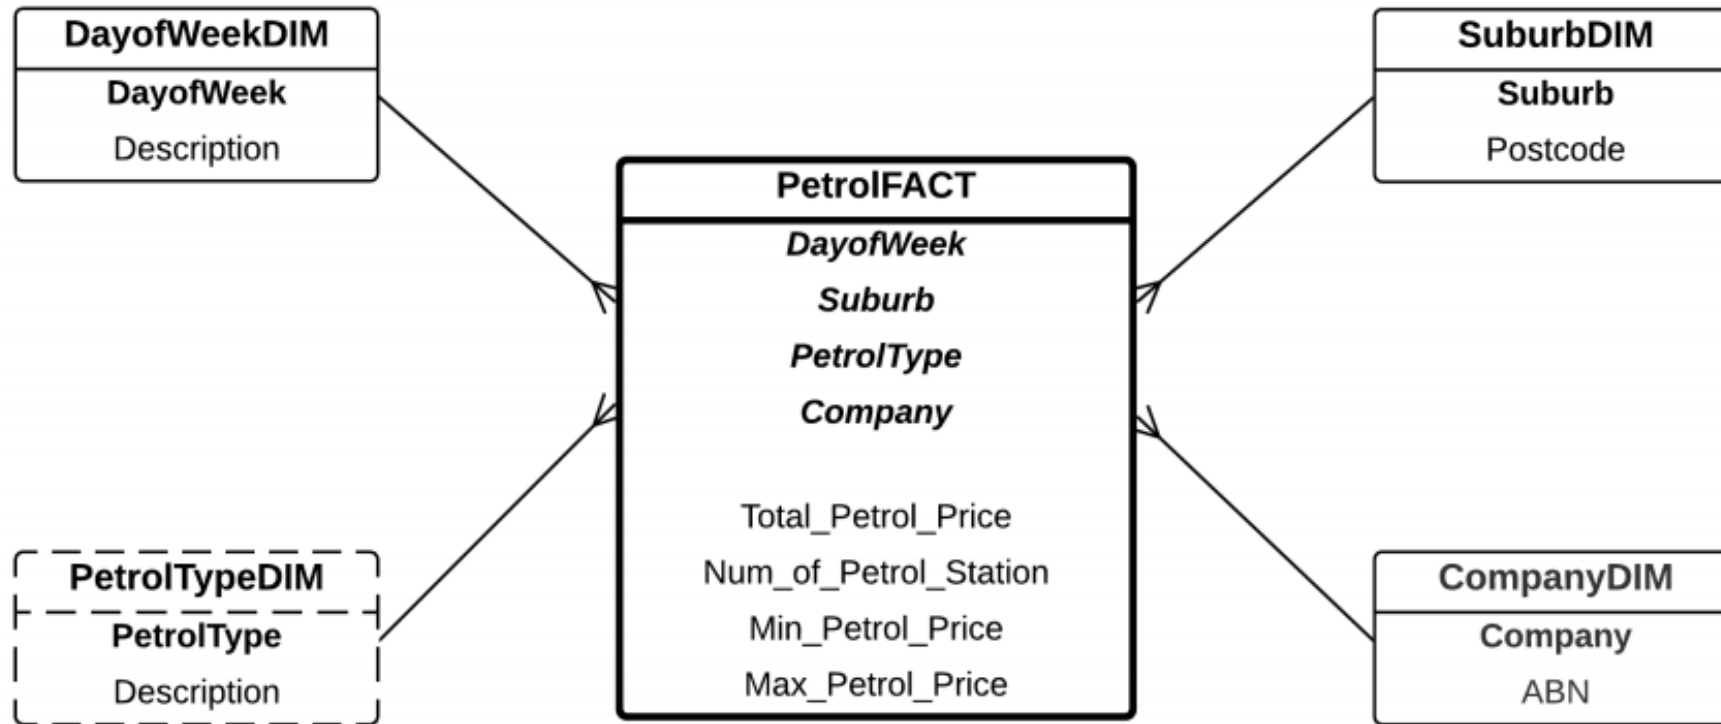 DayofWeekDIM
DayofWeek
Description
SuburbDIM
Suburb
Postcode
PetrolFACT
DayofWeek
Suburb
PetrolType
Company
Total_Petrol_Price
Num_of_Petrol_Station
Min_Petrol_Price
Max_Petrol_Price
PetrolTypeDIM
PetrolType
Description
CompanyDIM
Company
ABN